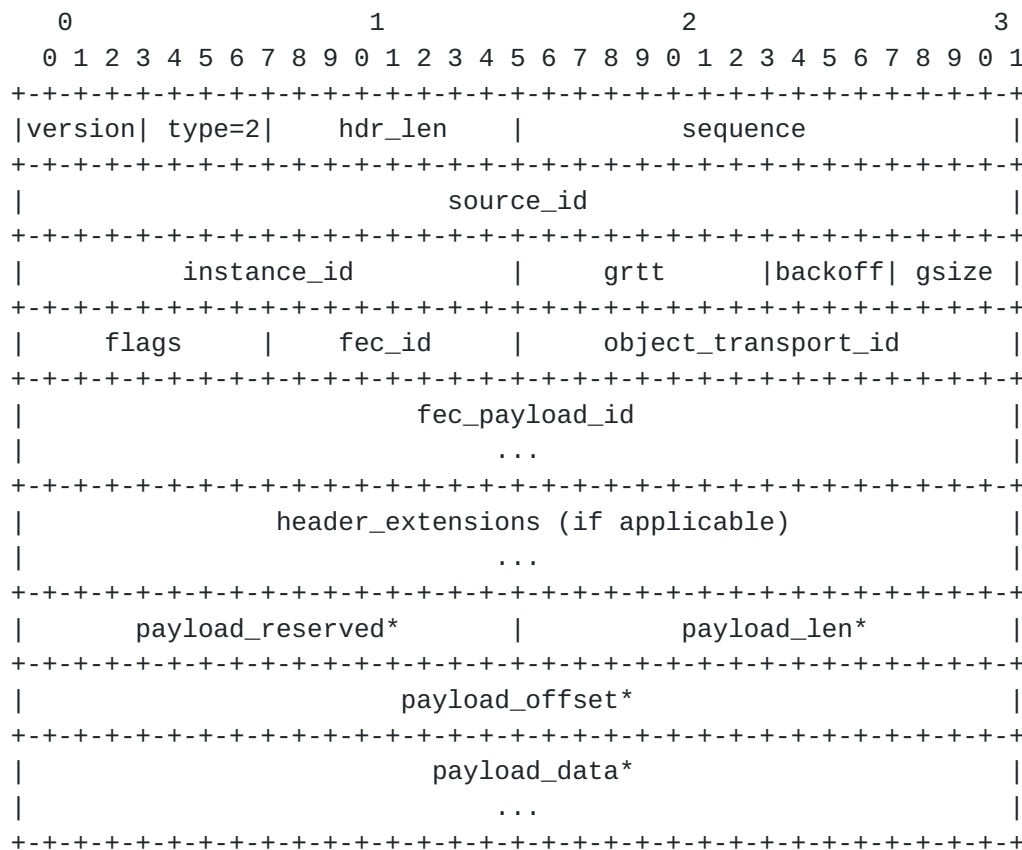 0                   1                   2                   3
  0 1 2 3 4 5 6 7 8 9 0 1 2 3 4 5 6 7 8 9 0 1 2 3 4 5 6 7 8 9 0 1
+-+-+-+-+-+-+-+-+-+-+-+-+-+-+-+-+-+-+-+-+-+-+-+-+-+-+-+-+-+-+-+-+
|version| type=2|    hdr_len    |          sequence             |
+-+-+-+-+-+-+-+-+-+-+-+-+-+-+-+-+-+-+-+-+-+-+-+-+-+-+-+-+-+-+-+-+
|                           source_id                           |
+-+-+-+-+-+-+-+-+-+-+-+-+-+-+-+-+-+-+-+-+-+-+-+-+-+-+-+-+-+-+-+-+
|          instance_id          |     grtt      |backoff| gsize |
+-+-+-+-+-+-+-+-+-+-+-+-+-+-+-+-+-+-+-+-+-+-+-+-+-+-+-+-+-+-+-+-+
|     flags     |    fec_id     |     object_transport_id       |
+-+-+-+-+-+-+-+-+-+-+-+-+-+-+-+-+-+-+-+-+-+-+-+-+-+-+-+-+-+-+-+-+
|                         fec_payload_id                        |
|                              ...                              |
+-+-+-+-+-+-+-+-+-+-+-+-+-+-+-+-+-+-+-+-+-+-+-+-+-+-+-+-+-+-+-+-+
|                header_extensions (if applicable)              |
|                              ...                              |
+-+-+-+-+-+-+-+-+-+-+-+-+-+-+-+-+-+-+-+-+-+-+-+-+-+-+-+-+-+-+-+-+
|       payload_reserved*       |          payload_len*         |
+-+-+-+-+-+-+-+-+-+-+-+-+-+-+-+-+-+-+-+-+-+-+-+-+-+-+-+-+-+-+-+-+
|                        payload_offset*                        |
+-+-+-+-+-+-+-+-+-+-+-+-+-+-+-+-+-+-+-+-+-+-+-+-+-+-+-+-+-+-+-+-+
|                          payload_data*                        |
|                              ...                              |
+-+-+-+-+-+-+-+-+-+-+-+-+-+-+-+-+-+-+-+-+-+-+-+-+-+-+-+-+-+-+-+-+